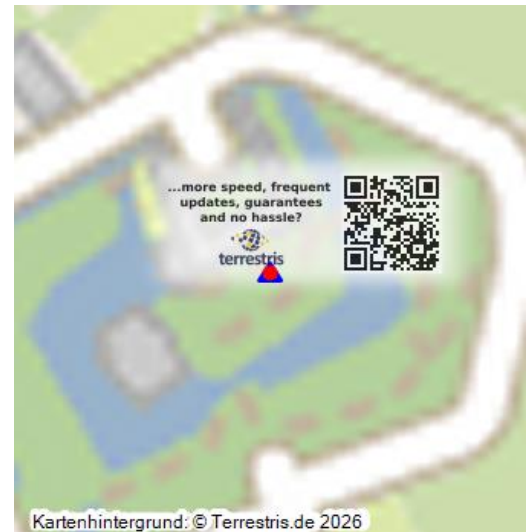 ...more speed, frequent
updates, guarantees
and no hassle?
terrestris
Kartenhintergrund: © Terrestris.de 2026